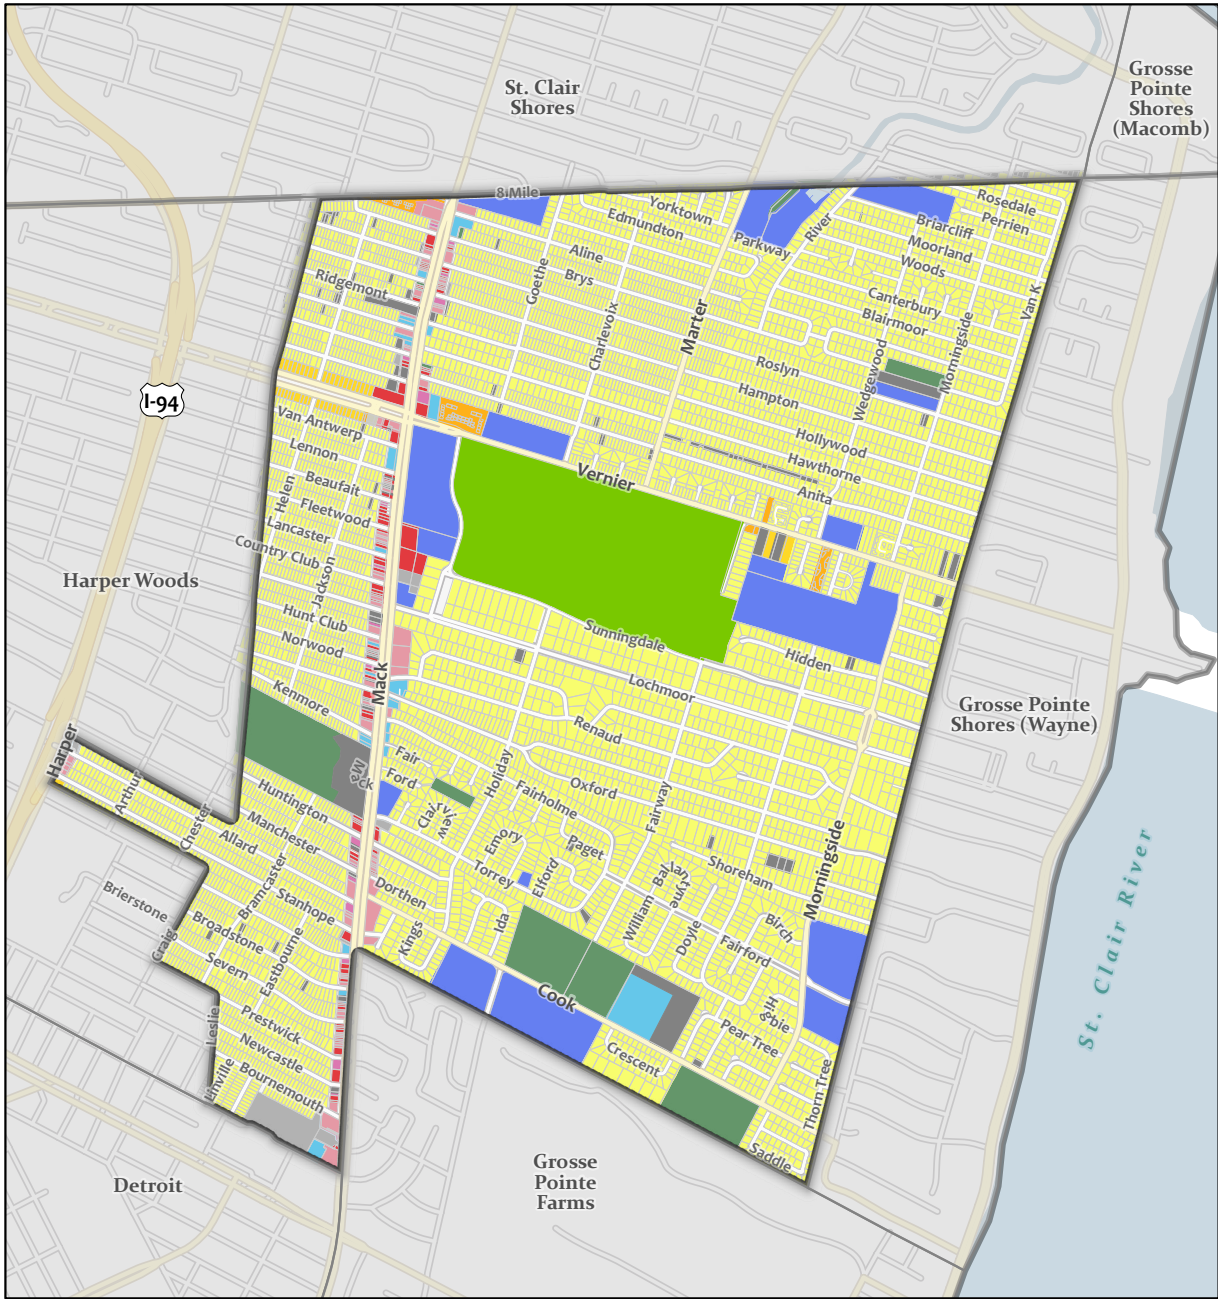 St. Clair
Shores
Grosse
Pointe
Shores
(Macomb)
8 Mile
Yorktown
Edmundton
Rosedale
Perrien
Briarcliff
Parkway
River
Moorland
Woods
Aline
Brys
Goethe
Ridgemont
Canterbury
Blairmoor
Van K
Charlevoix
Marter
Morningside
Roslyn
Wedgewood
Hampton
I-94
Van Antwerp
Lennon
Hollywood
Hawthorne
Vernier
Anita
Beaufait
Helen
Fleetwood
Lancaster
Country Club
Jackson
Harper Woods
Hunt Club
Norwood
Sunningdale
Hidden
Mack
Lochmoor
Kenmore
Grosse Pointe
Shores (Wayne)
Renaud
Harper
Fair
Ford
Mack
Holiday
Oxford
Arthur
Huntington
Clairview
Fairholme
Fairway
Chester
Manchester
Allard
Emory
Paget
Morningside
Torrey
Elford
Shoreham
Ballantyne
Bramcaster
Stanhope
Dorthen
Brierstone
Broadstone
Ida
William
Birch
Kings
Doyle
Fairford
Craig
Severn
Eastbourne
Cook
Higbie
Leslie
Prestwick
Pear Tree
Newcastle
Crescent
Bournemouth
Linville
Thorn Tree
St. Clair River
Saddle
Detroit
Grosse
Pointe
Farms